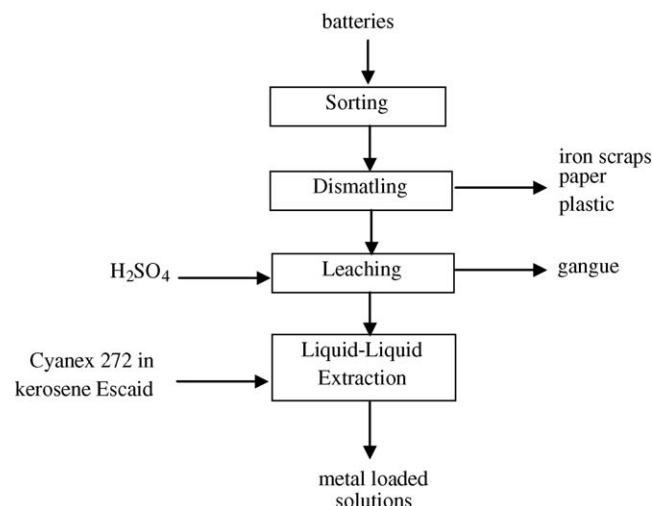 batteries
Sorting
Dismatling
iron scraps
paper
plastic
H₂SO₄
Leaching
gangue
Cyanex 272 in
kerosene Escaid
Liquid-Liquid
Extraction
metal loaded
solutions